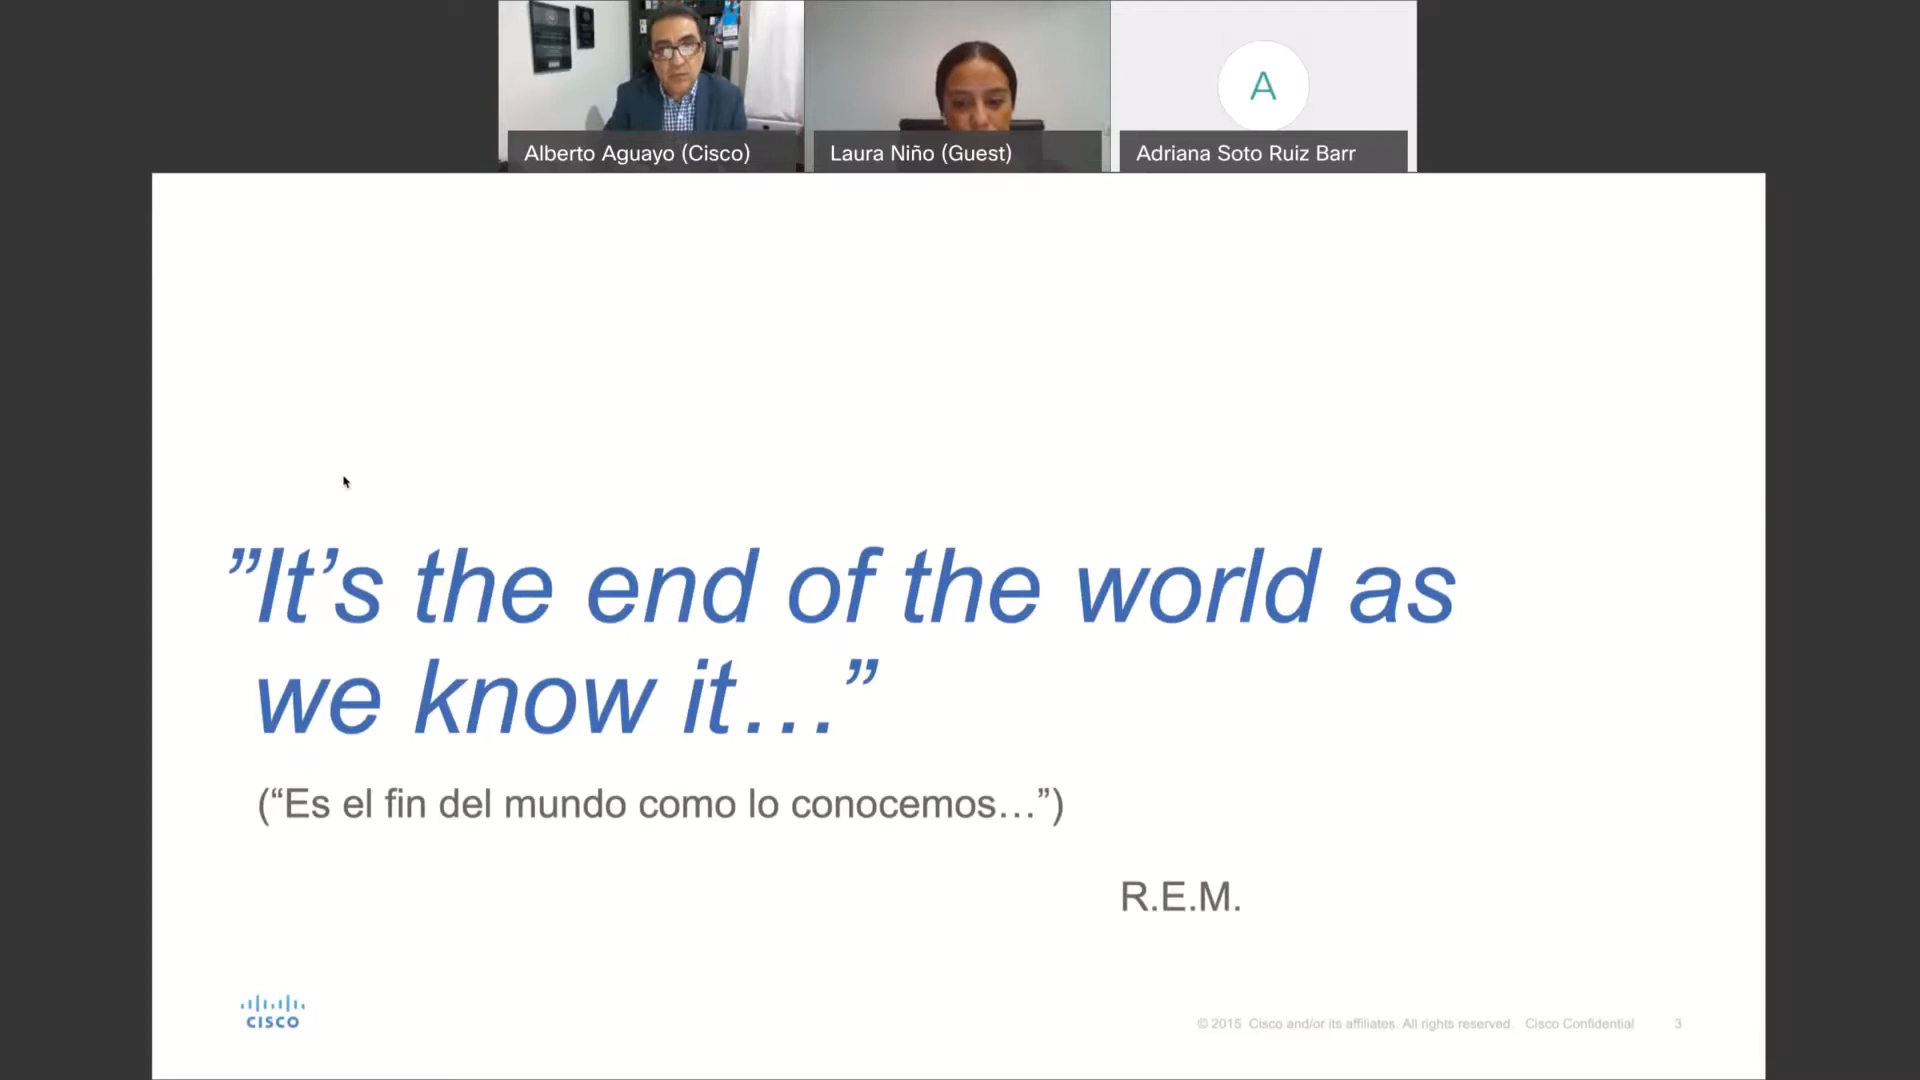 Alberto Aguayo (Cisco)
Laura Niño (Guest)
A
Adriana Soto Ruiz Barr
”It’s the end of the world as
we know it…”
(“Es el fin del mundo como lo conocemos…”)
R.E.M.
CISCO
© 2015 Cisco and/or its affiliates. All rights reserved. Cisco Confidential 3